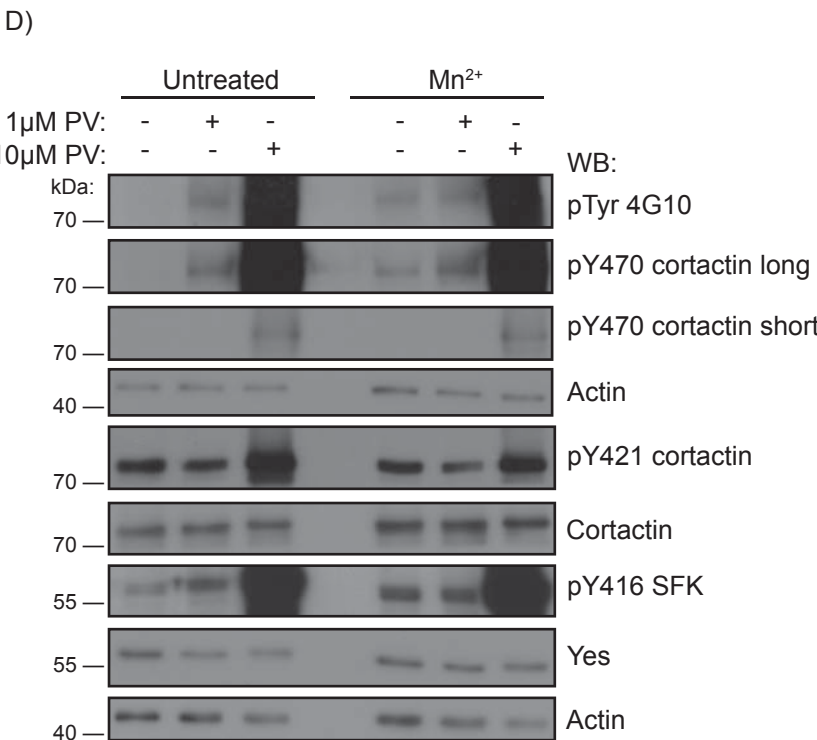 D)
Untreated Mn²⁺
1µM PV: - + - - + -
10µM PV: - - + - - +
kDa:
WB:
70 pTyr 4G10
70 pY470 cortactin long
70 pY470 cortactin short
40 Actin
70 pY421 cortactin
70 Cortactin
55 pY416 SFK
55 Yes
40 Actin